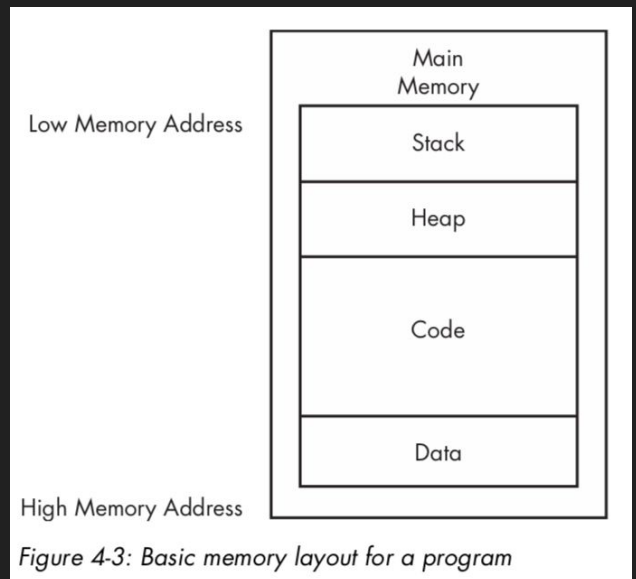 Main
Memory
Low Memory Address
Stack
Heap
Code
Data
High Memory Address
Figure 4-3: Basic memory layout for a program